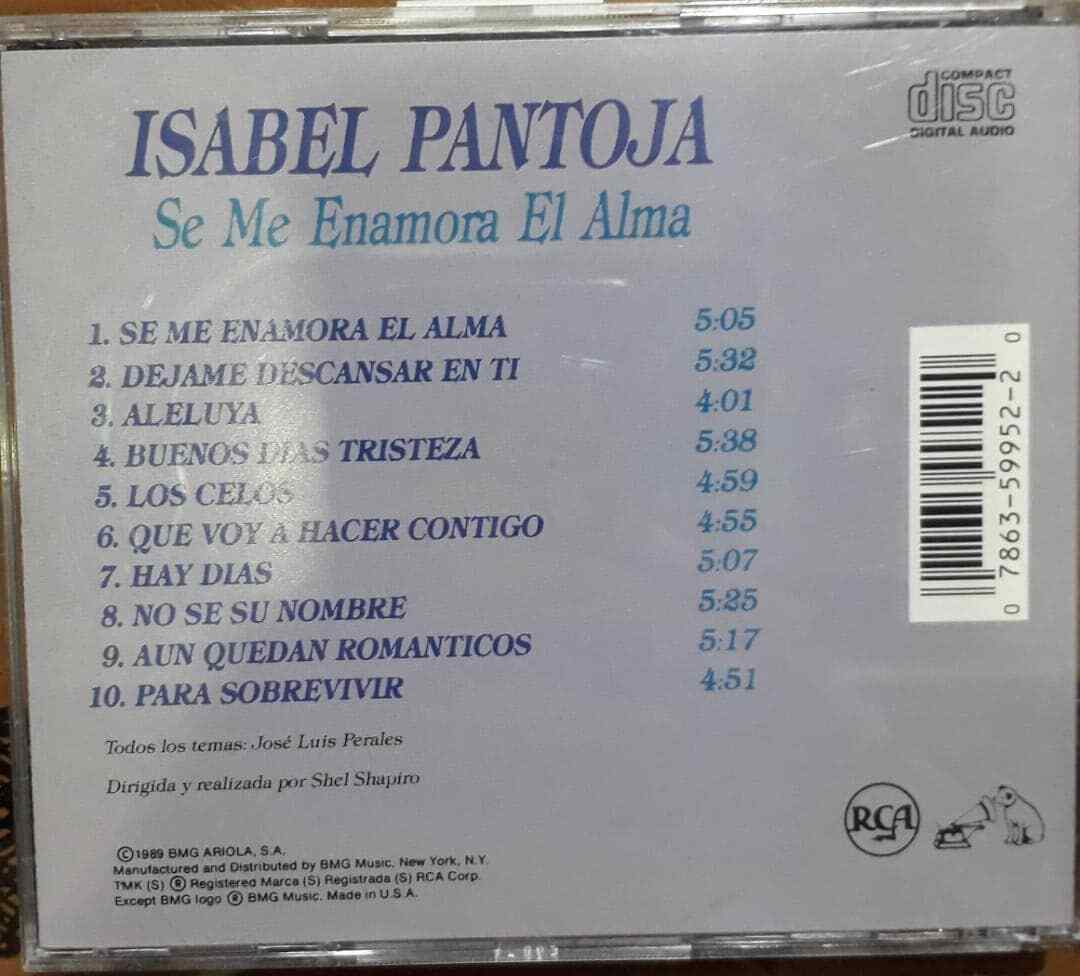 ISABEL PANTOJA
Se Me Enamora El Alma
COMPACT
disc
DIGITAL AUDIO
1. SE ME ENAMORA EL ALMA 5:05
2. DEJAME DESCANSAR EN TI 5:32
3. ALELUYA 4:01
4. BUENOS DIAS TRISTEZA 5:38
5. LOS CELOS 4:59
6. QUE VOY A HACER CONTIGO 4:55
7. HAY DIAS 5:07
8. NO SE SU NOMBRE 5:25
9. AUN QUEDAN ROMANTICOS 5:17
10. PARA SOBREVIVIR 4:51
0 7863-59952-2 0
Todos los temas: José Luis Perales
Dirigida y realizada por Shel Shapiro
RCA
©1989 BMG ARIOLA, S.A.
Manufactured and Distributed by BMG Music, New York, N.Y.
TMK (S) ® Registered Marca (S) Registrada (S) RCA Corp.
Except BMG logo ® BMG Music. Made in U.S.A.